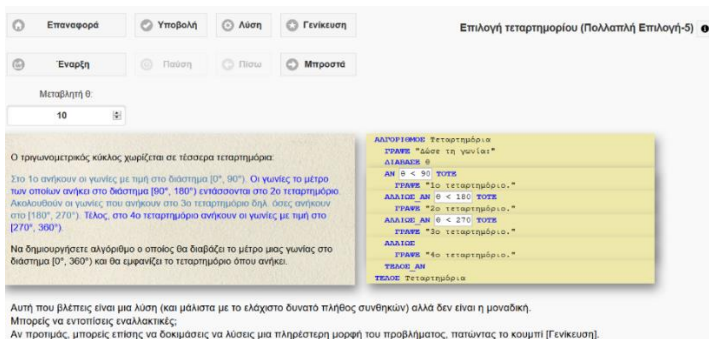 Επαναφορά
Υποβολή
Λύση
Γενίκευση
Επιλογή τεταρτημορίου (Πολλαπλή Επιλογή-5)
Έναρξη
Παύση
Πίσω
Μπροστά
Μεταβλητή θ:
10
Ο τριγωνομετρικός κύκλος χωρίζεται σε τέσσερα τεταρτημόρια:
Στο 1ο ανήκουν οι γωνίες με τιμή στο διάστημα [0°, 90°). Οι γωνίες το μέτρο
των οποίων ανήκει στο διάστημα [90°, 180°) εντάσσονται στο 2ο τεταρτημόριο.
Ακολουθούν οι γωνίες που ανήκουν στο 3ο τεταρτημόριο δηλ. όσες ανήκουν
στο [180°, 270°). Τέλος, στο 4ο τεταρτημόριο ανήκουν οι γωνίες με τιμή στο
[270°, 360°).
Να δημιουργήσετε αλγόριθμο ο οποίος θα διαβάζει το μέτρο μιας γωνίας στο
διάστημα [0°, 360°) και θα εμφανίζει το τεταρτημόριο όπου ανήκει.
ΑΛΓΟΡΙΘΜΟΣ Τεταρτημόρια
ΓΡΑΨΕ "Δώσε τη γωνία:"
ΔΙΑΒΑΣΕ θ
ΑΝ θ < 90 ΤΟΤΕ
ΓΡΑΨΕ "1ο τεταρτημόριο."
ΑΛΛΙΩΣ_ΑΝ θ < 180 ΤΟΤΕ
ΓΡΑΨΕ "2ο τεταρτημόριο."
ΑΛΛΙΩΣ_ΑΝ θ < 270 ΤΟΤΕ
ΓΡΑΨΕ "3ο τεταρτημόριο."
ΑΛΛΙΩΣ
ΓΡΑΨΕ "4ο τεταρτημόριο."
ΤΕΛΟΣ_ΑΝ
ΤΕΛΟΣ Τεταρτημόρια
Αυτή που βλέπεις είναι μια λύση (και μάλιστα με το ελάχιστο δυνατό πλήθος συνθηκών) αλλά δεν είναι η μοναδική.
Μπορείς να εντοπίσεις εναλλακτικές;
Αν προτιμάς, μπορείς επίσης να δοκιμάσεις να λύσεις μια πληρέστερη μορφή του προβλήματος, πατώντας το κουμπί [Γενίκευση].